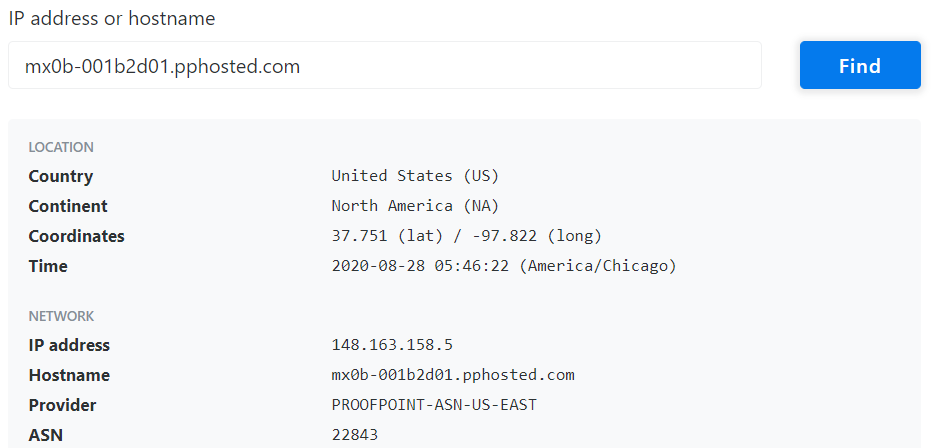 IP address or hostname
mx0b-001b2d01.pphosted.com Find
LOCATION
Country United States (US)
Continent North America (NA)
Coordinates 37.751 (lat) / -97.822 (long)
Time 2020-08-28 05:46:22 (America/Chicago)
NETWORK
IP address 148.163.158.5
Hostname mx0b-001b2d01.pphosted.com
Provider PROOFPOINT-ASN-US-EAST
ASN 22843